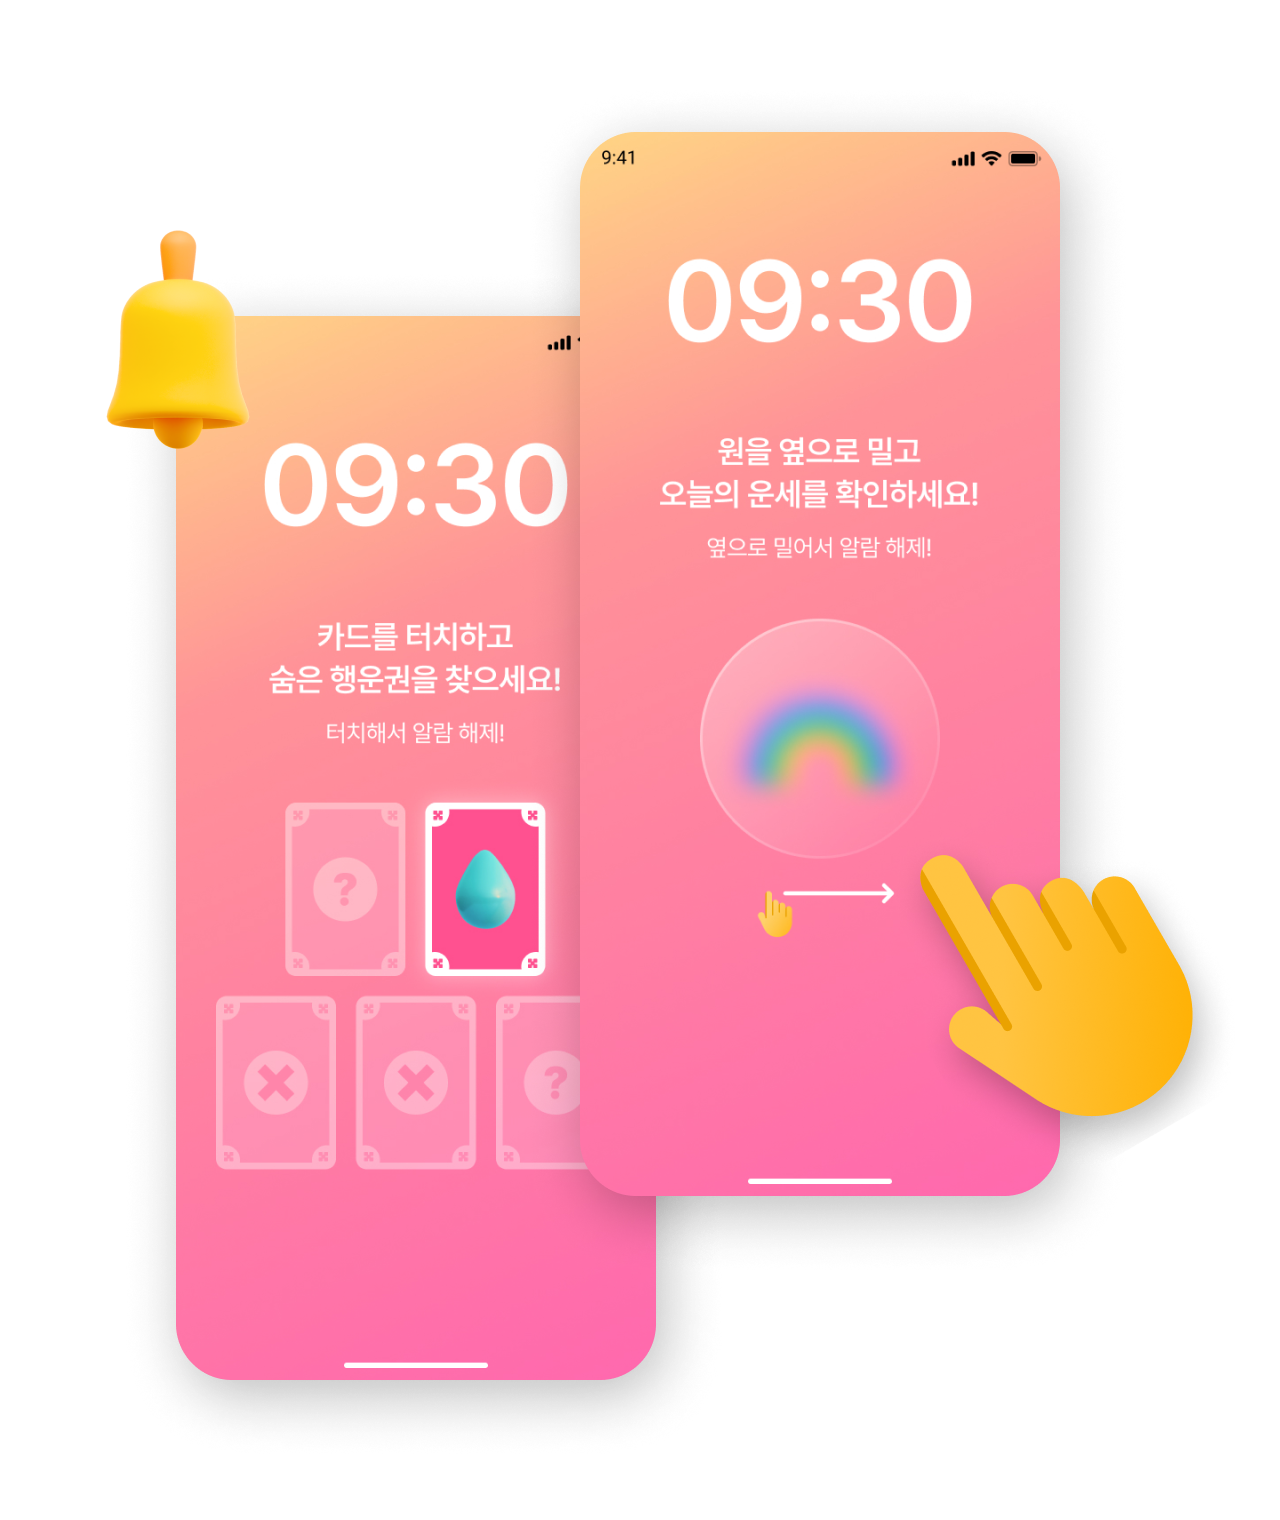 9:41
09:30
원을 옆으로 밀고
오늘의 운세를 확인하세요!
옆으로 밀어서 알람 해제!
09:30
카드를 터치하고
숨은 행운권을 찾으세요!
터치해서 알람 해제!
?
?